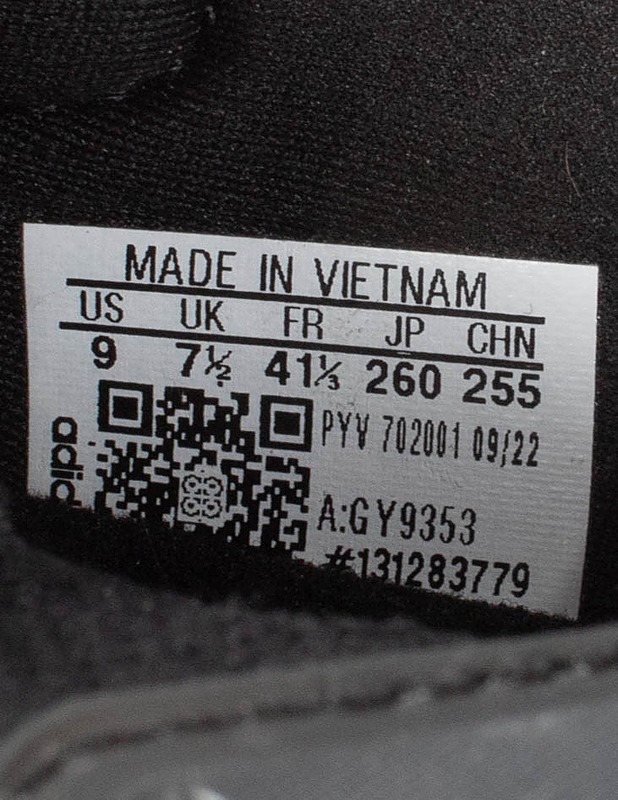 MADE IN VIETNAM
US UK FR JP CHN
9 7½ 41⅓ 260 255
PYV 702001 09/22
A:GY9353
#131283779
adid